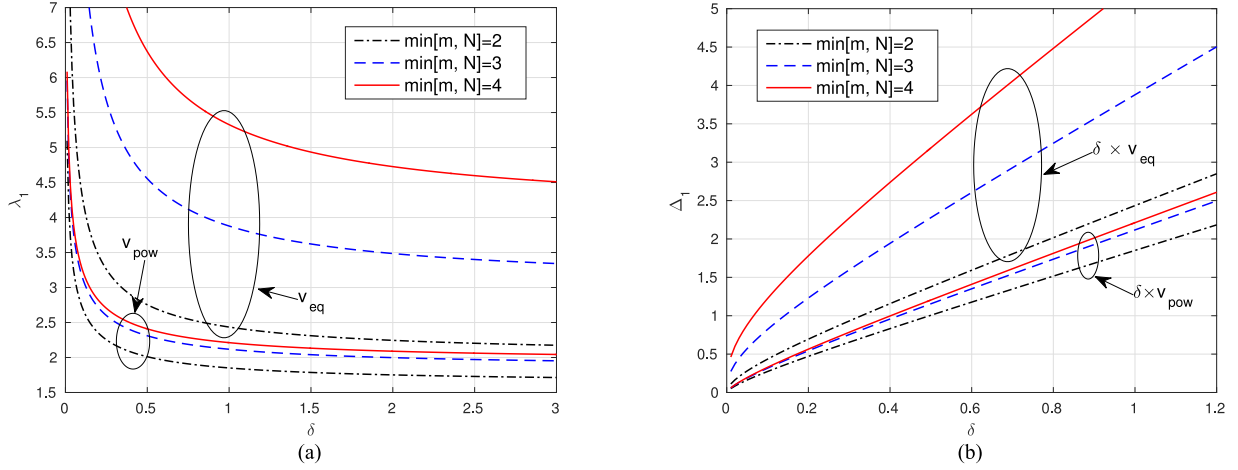 7
6.5
6
5.5
5
4.5
4
3.5
3
2.5
2
1.5
λ1
min[m, N]=2
min[m, N]=3
min[m, N]=4
vpow
veq
0
0.5
1
1.5
2
2.5
3
δ
(a)
5
4.5
4
3.5
3
2.5
2
1.5
1
0.5
0
Δ1
min[m, N]=2
min[m, N]=3
min[m, N]=4
δ × veq
δ×vpow
0
0.2
0.4
0.6
0.8
1
1.2
δ
(b)